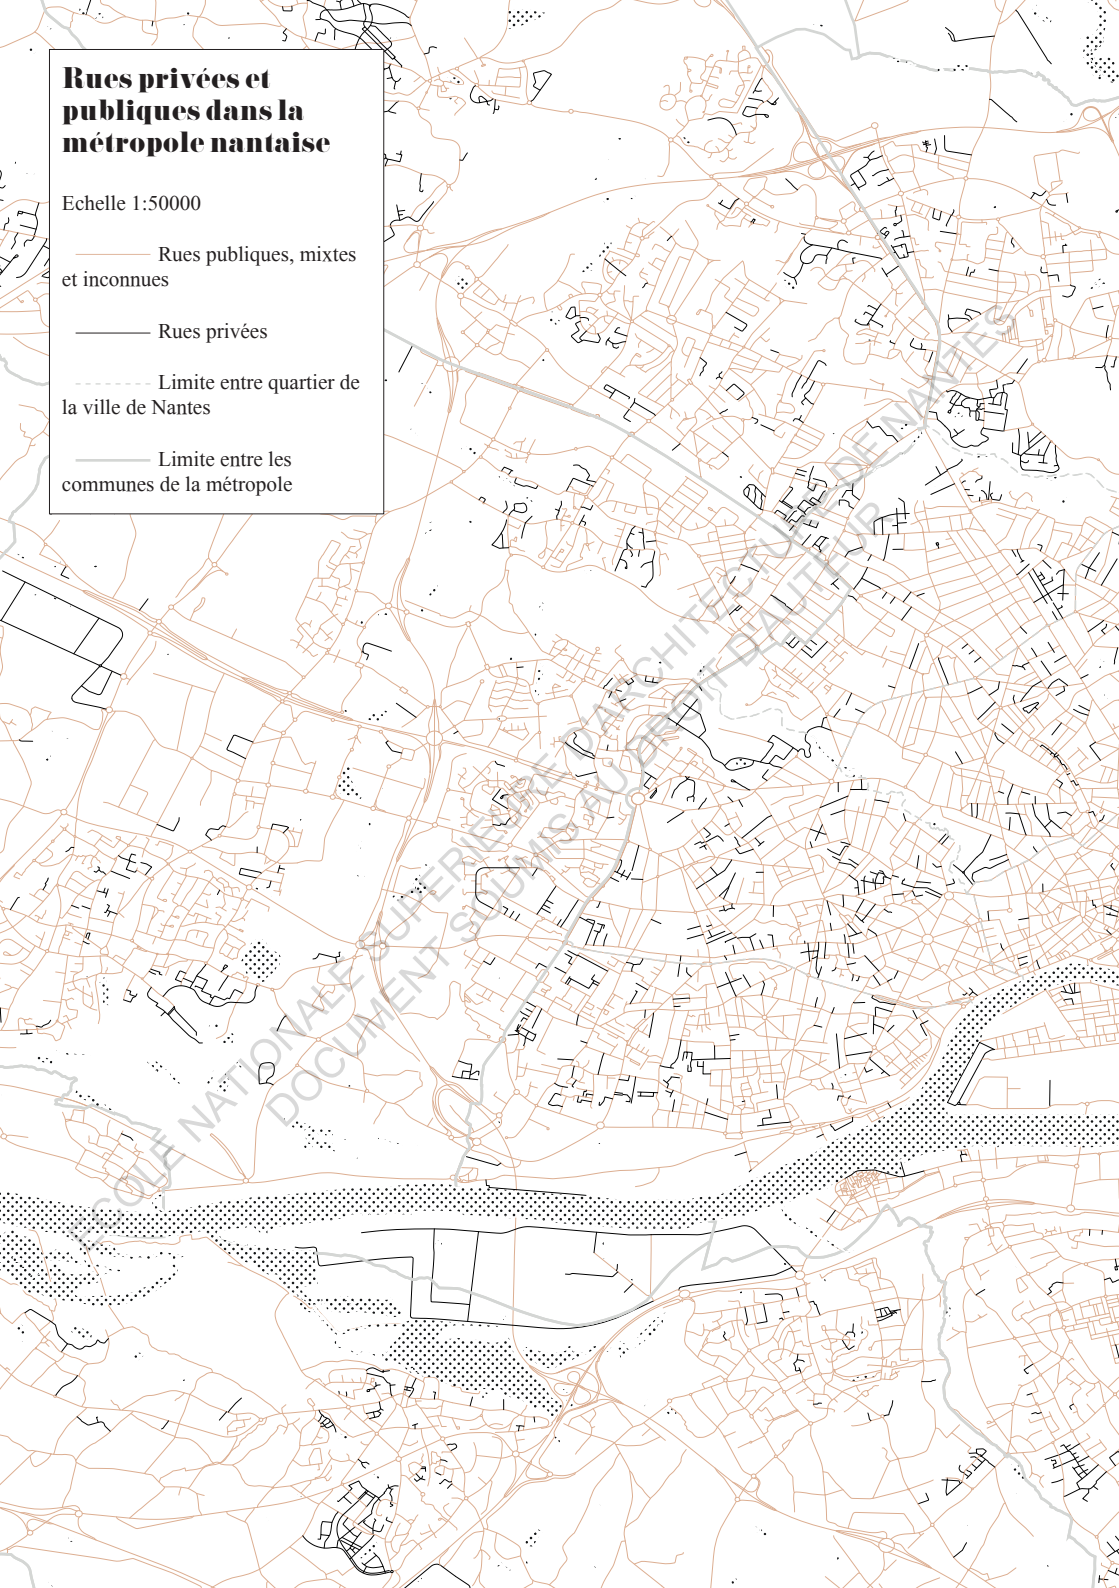 Rues privées et
publiques dans la
métropole nantaise
Echelle 1:50000
Rues publiques, mixtes
et inconnues
Rues privées
Limite entre quartier de
la ville de Nantes
Limite entre les
communes de la métropole
ECOLE NATIONALE SUPERIEURE D'ARCHITECTURE DE NANTES
DOCUMENT SOUMIS AU DROIT D'AUTEUR